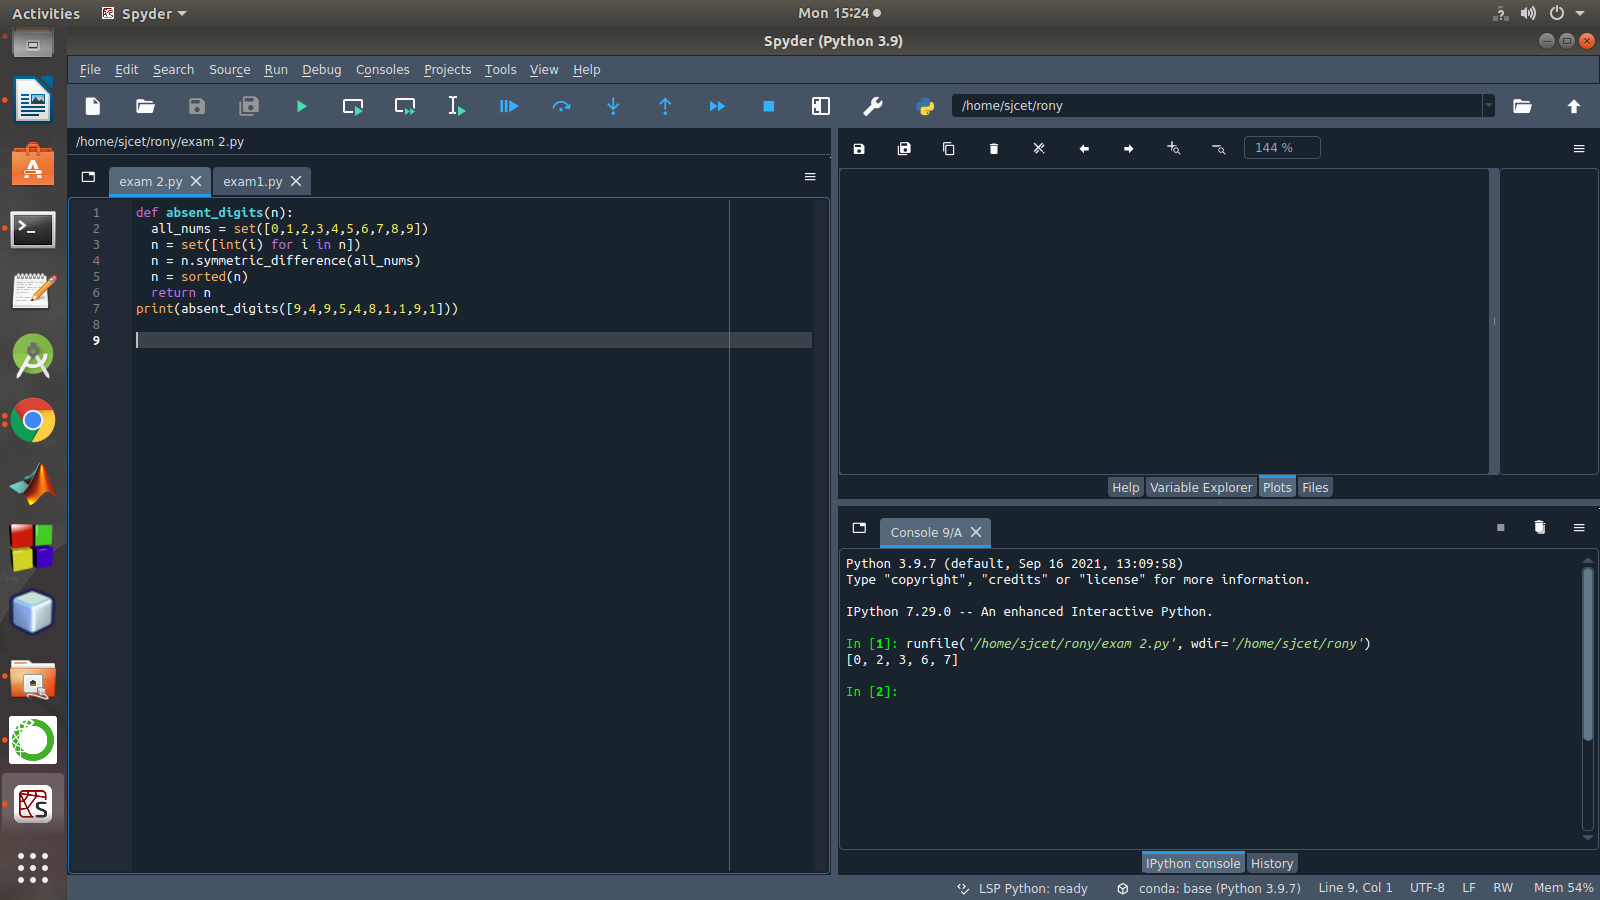 Activities Spyder Mon 15:24
Spyder (Python 3.9)
File Edit Search Source Run Debug Consoles Projects Tools View Help
/home/sjcet/rony
/home/sjcet/rony/exam 2.py
exam 2.py exam1.py
1 def absent_digits(n):
2 all_nums = set([0,1,2,3,4,5,6,7,8,9])
3 n = set([int(i) for i in n])
4 n = n.symmetric_difference(all_nums)
5 n = sorted(n)
6 return n
7 print(absent_digits([9,4,9,5,4,8,1,1,9,1]))
8
9
144 %
Help Variable Explorer Plots Files
Console 9/A
Python 3.9.7 (default, Sep 16 2021, 13:09:58)
Type "copyright", "credits" or "license" for more information.
IPython 7.29.0 -- An enhanced Interactive Python.
In [1]: runfile('/home/sjcet/rony/exam 2.py', wdir='/home/sjcet/rony')
[0, 2, 3, 6, 7]
In [2]:
IPython console History
LSP Python: ready conda: base (Python 3.9.7) Line 9, Col 1 UTF-8 LF RW Mem 54%